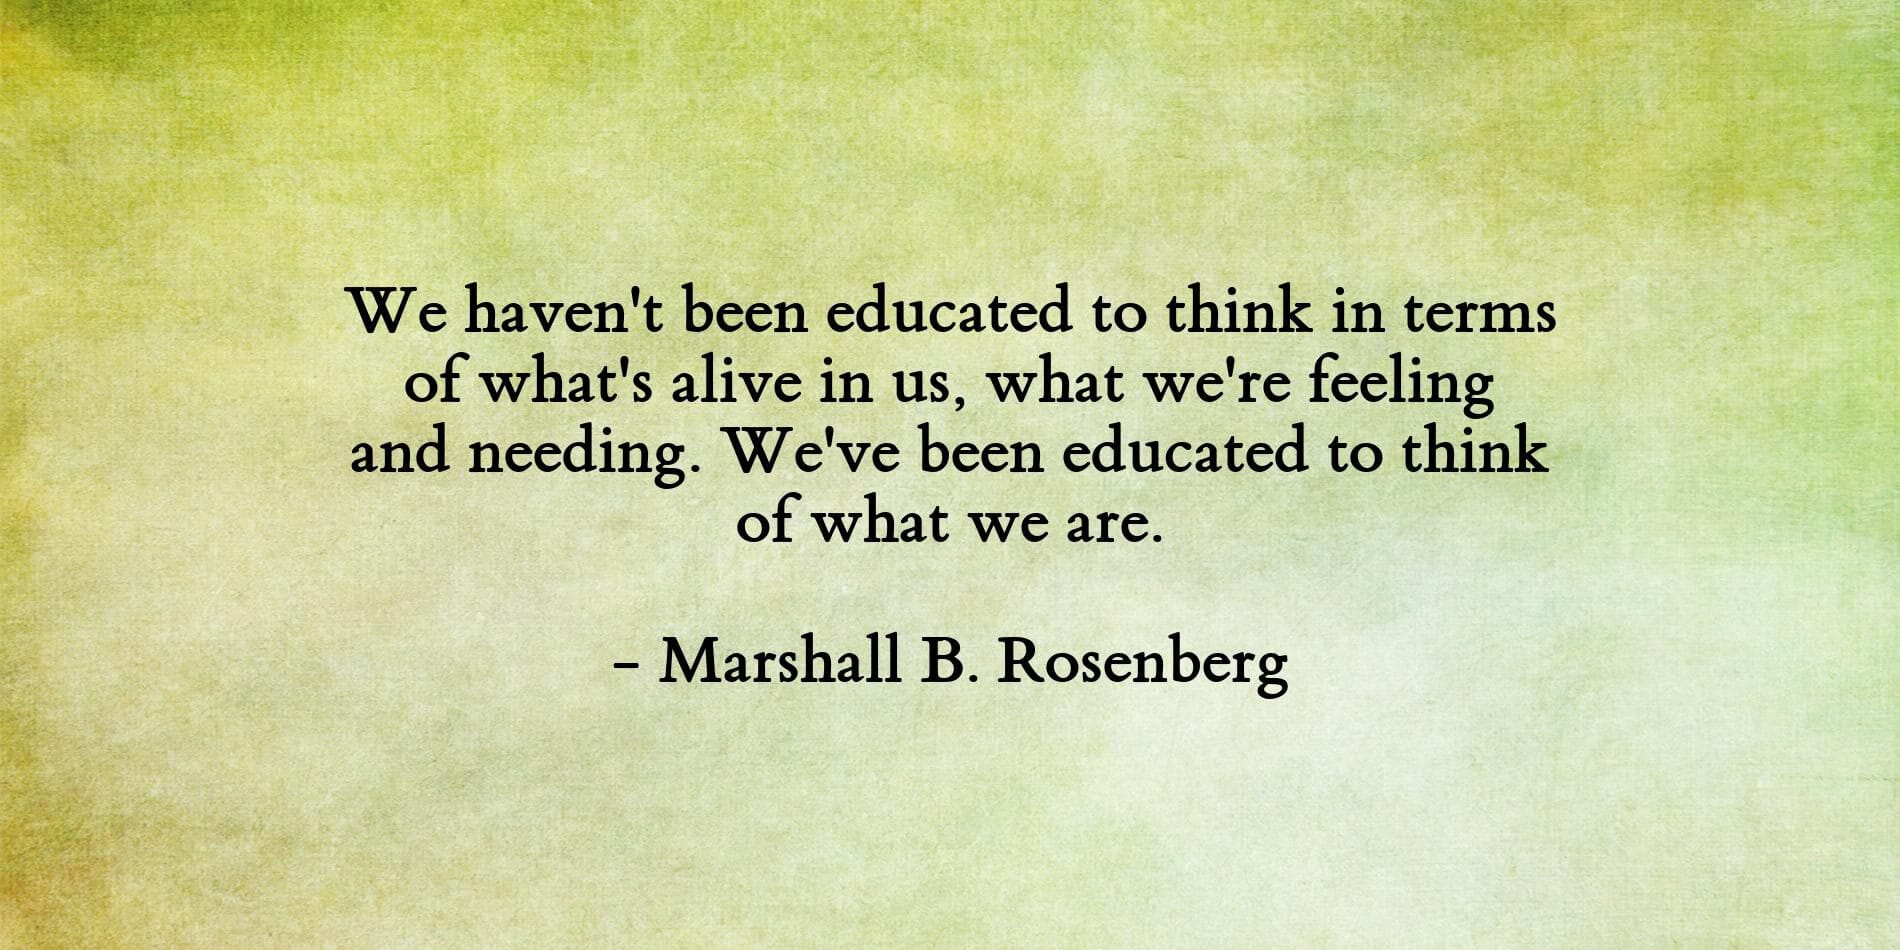 We haven't been educated to think in terms
of what's alive in us, what we're feeling
and needing. We've been educated to think
of what we are.
- Marshall B. Rosenberg